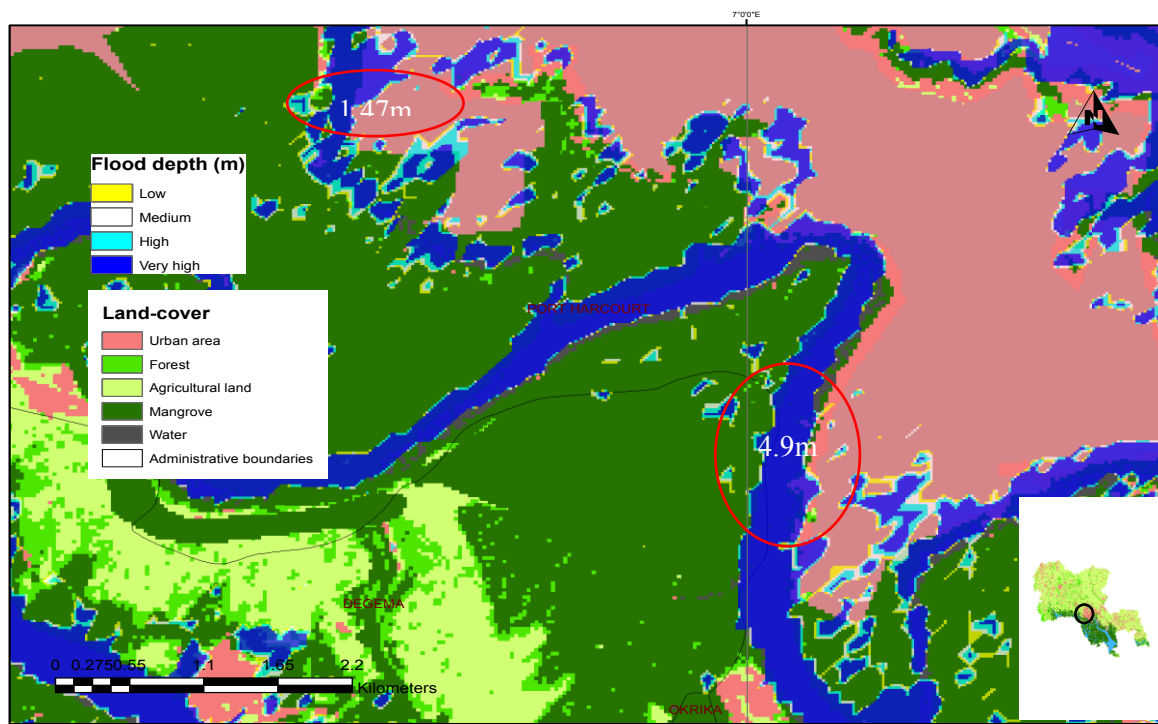 7°0'0"E
1.47m
Flood depth (m)
Low
Medium
High
Very high
PORT HARCOURT
Land-cover
Urban area
Forest
Agricultural land
Mangrove
Water
Administrative boundaries
4.9m
N
DEGEMA
0 0.275 0.55 1.1 1.65 2.2
Kilometers
OKRIKA